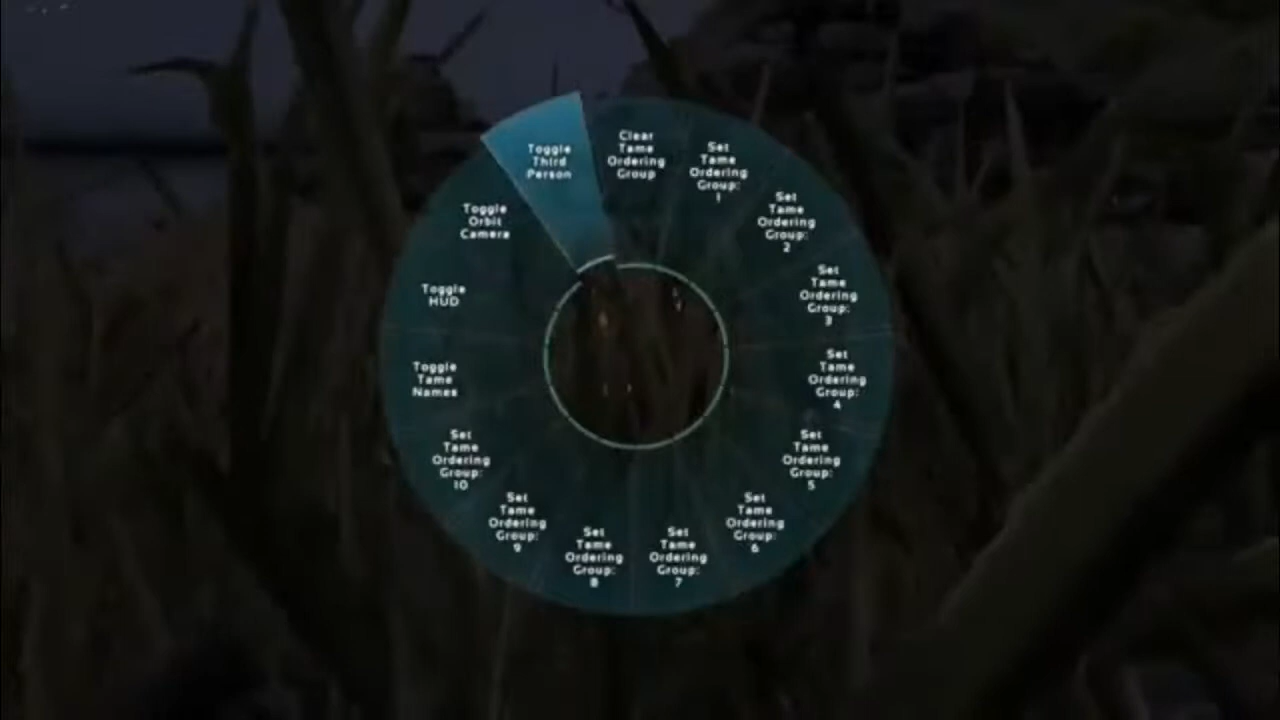 Clear
Tame
Ordering
Group
Set
Tame
Ordering
Group:
1
Set
Tame
Ordering
Group:
2
Set
Tame
Ordering
Group:
3
Set
Tame
Ordering
Group:
4
Set
Tame
Ordering
Group:
5
Set
Tame
Ordering
Group:
6
Set
Tame
Ordering
Group:
7
Set
Tame
Ordering
Group:
8
Set
Tame
Ordering
Group:
9
Set
Tame
Ordering
Group:
10
Toggle
Tame
Names
Toggle
HUD
Toggle
Orbit
Camera
Toggle
Third
Person